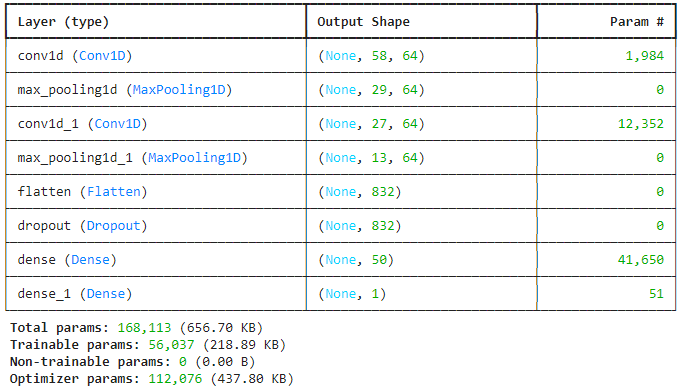 Layer (type) Output Shape Param #
conv1d (Conv1D) (None, 58, 64) 1,984
max_pooling1d (MaxPooling1D) (None, 29, 64) 0
conv1d_1 (Conv1D) (None, 27, 64) 12,352
max_pooling1d_1 (MaxPooling1D) (None, 13, 64) 0
flatten (Flatten) (None, 832) 0
dropout (Dropout) (None, 832) 0
dense (Dense) (None, 50) 41,650
dense_1 (Dense) (None, 1) 51
Total params: 168,113 (656.70 KB)
Trainable params: 56,037 (218.89 KB)
Non-trainable params: 0 (0.00 B)
Optimizer params: 112,076 (437.80 KB)